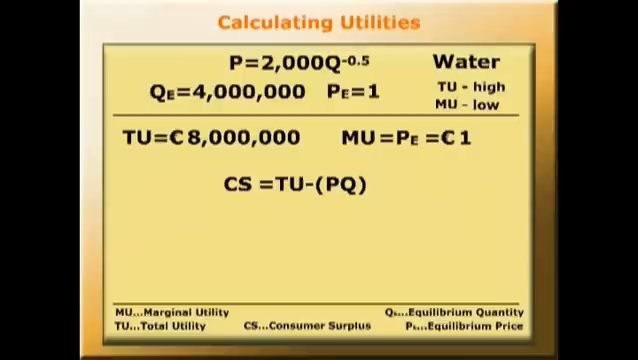 Calculating Utilities
P=2,000Q-0.5 Water
QE=4,000,000 PE=1 TU - high
MU - low
TU=€8,000,000 MU =PE =€1
CS =TU-(PQ)
MU...Marginal Utility QE...Equilibrium Quantity
TU...Total Utility CS...Consumer Surplus PE...Equilibrium Price